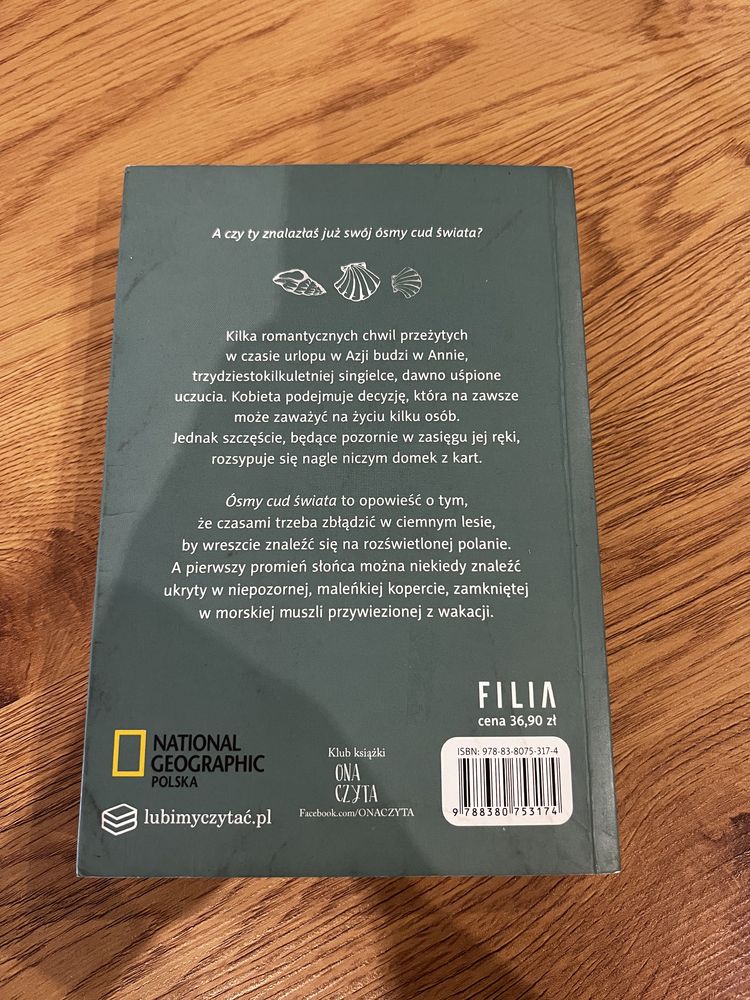 A czy ty znalazłaś już swój ósmy cud świata?
Kilka romantycznych chwil przeżytych
w czasie urlopu w Azji budzi w Annie,
trzydziestokilkuletniej singielce, dawno uśpione
uczucia. Kobieta podejmuje decyzję, która na zawsze
może zaważyć na życiu kilku osób.
Jednak szczęście, będące pozornie w zasięgu jej ręki,
rozsypuje się nagle niczym domek z kart.
Ósmy cud świata to opowieść o tym,
że czasami trzeba zbłądzić w ciemnym lesie,
by wreszcie znaleźć się na rozświetlonej polanie.
A pierwszy promień słońca można niekiedy znaleźć
ukryty w niepozornej, maleńkiej kopercie, zamkniętej
w morskiej muszli przywiezionej z wakacji.
FILIA
cena 36,90 zł
NATIONAL
GEOGRAPHIC
POLSKA
lubimyczytać.pl
Klub książki
ONA
CZYTA
Facebook.com/ONACZYTA
ISBN: 978-83-8075-317-4
9 788380 753174